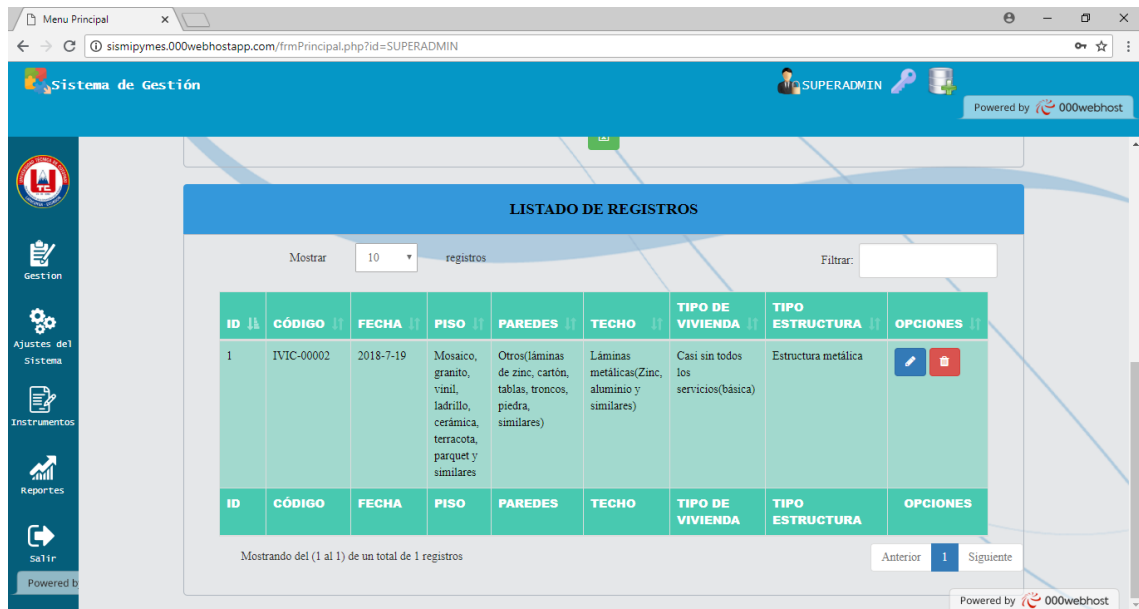 Menu Principal
sismipymes.000webhostapp.com/frmPrincipal.php?id=SUPERADMIN
Sistema de Gestión
SUPERADMIN
Powered by 000webhost
LISTADO DE REGISTROS
Mostrar 10 registros
Filtrar:
ID CÓDIGO FECHA PISO PAREDES TECHO TIPO DE VIVIENDA TIPO ESTRUCTURA OPCIONES
1 IVIC-00002 2018-7-19
Mosaico,
granito,
vinil,
ladrillo,
cerámica,
terracota,
parquet y
similares
Otros(láminas
de zinc, cartón,
tablas, troncos,
piedra,
similares)
Láminas
metálicas(Zinc,
aluminio y
similares)
Casi sin todos
los
servicios(básica)
Estructura metálica
ID CÓDIGO FECHA PISO PAREDES TECHO TIPO DE VIVIENDA TIPO ESTRUCTURA OPCIONES
Mostrando del (1 al 1) de un total de 1 registros
Anterior 1 Siguiente
UTC
Gestion
Ajustes del
Sistema
Instrumentos
Reportes
Salir
Powered b
Powered by 000webhost